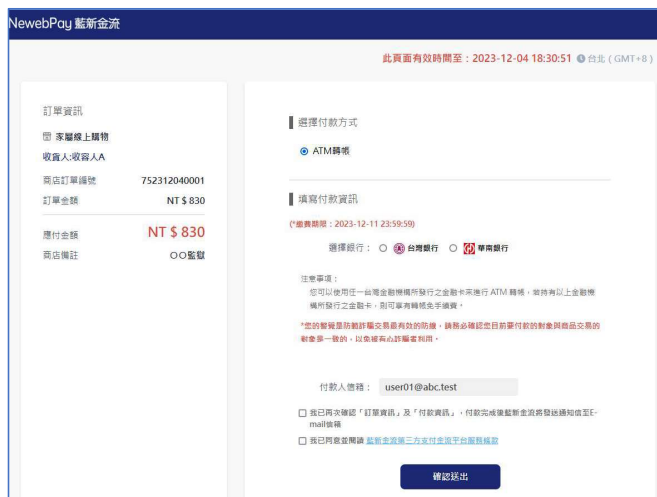 NewebPay 藍新金流
此頁面有效時間至：2023-12-04 18:30:51 台北 ( GMT+8 )
訂單資訊
家屬線上購物
收貨人:收容人A
商店訂單編號 752312040001
訂單金額 NT $ 830
應付金額 NT $ 830
商店備註 〇〇監獄
選擇付款方式
ATM轉帳
填寫付款資訊
(*繳費期限：2023-12-11 23:59:59)
選擇銀行： 台灣銀行 華南銀行
注意事項：
您可以使用任一台灣金融機構所發行之金融卡來進行 ATM 轉帳，若持有以上金融機
構所發行之金融卡，則可享有轉帳免手續費。
*您的警覺是防範詐騙交易最有效的防線，請務必確認您目前要付款的對象與商品交易的
對象是一致的，以免被有心詐騙者利用。
付款人信箱： user01@abc.test
我已再次確認「訂單資訊」及「付款資訊」，付款完成後藍新金流將發送通知信至E-
mail信箱
我已同意並閱讀 藍新金流第三方支付金流平台服務條款
確認送出